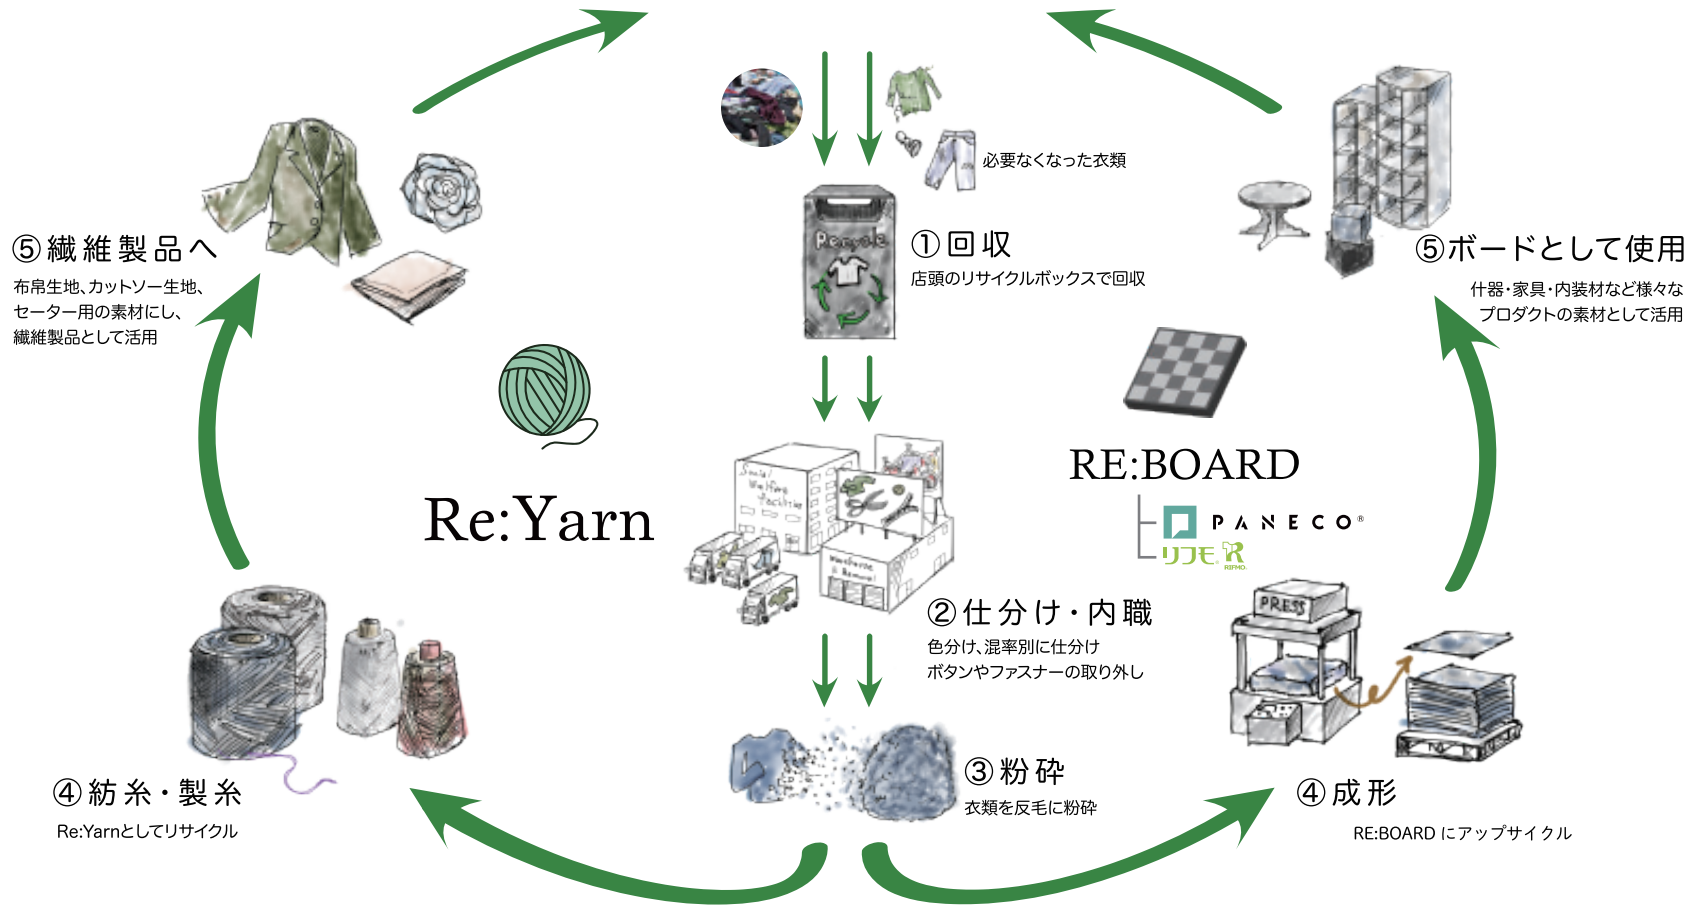 必要なくなった衣類
Recycle
①回収
店頭のリサイクルボックスで回収
⑤繊維製品へ
布帛生地、カットソー生地、
セーター用の素材にし、
繊維製品として活用
⑤ボードとして使用
什器・家具・内装材など様々な
プロダクトの素材として活用
Re:Yarn
RE:BOARD
PANECO®
リフモ®
RIFMO®
Social
Welfare
facilities
Warehouse
②仕分け・内職
色分け、混率別に仕分け
ボタンやファスナーの取り外し
PRESS
③粉砕
衣類を反毛に粉砕
④紡糸・製糸
Re:Yarnとしてリサイクル
④成形
RE:BOARD にアップサイクル